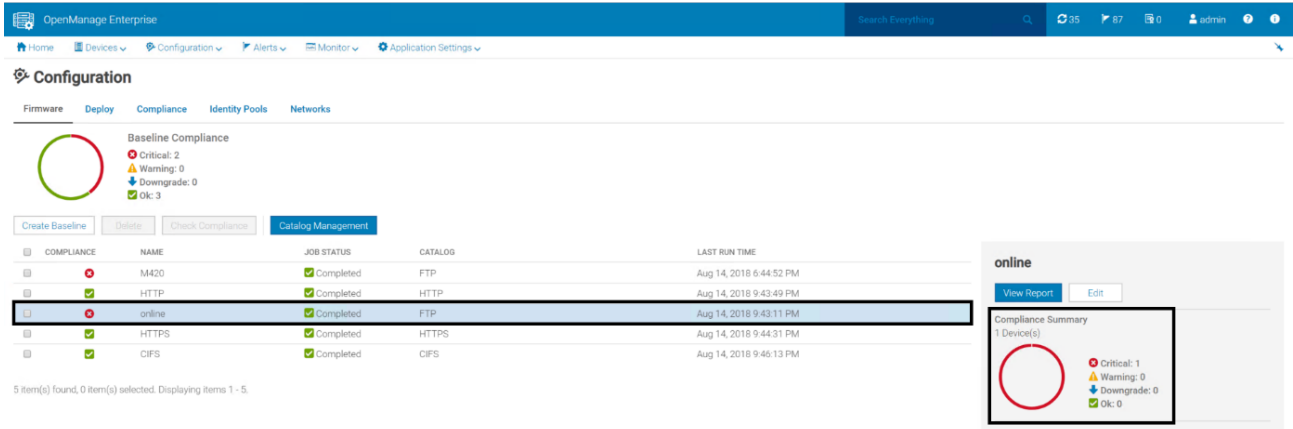 OpenManage Enterprise Search Everything 35 87 0 admin
Home Devices Configuration Alerts Monitor Application Settings
Configuration
Firmware Deploy Compliance Identity Pools Networks
Baseline Compliance
Critical: 2
Warning: 0
Downgrade: 0
Ok: 3
Create Baseline Delete Check Compliance Catalog Management
COMPLIANCE NAME JOB STATUS CATALOG LAST RUN TIME
M420 Completed FTP Aug 14, 2018 6:44:52 PM
HTTP Completed HTTP Aug 14, 2018 9:43:49 PM
online Completed FTP Aug 14, 2018 9:43:11 PM
HTTPS Completed HTTPS Aug 14, 2018 9:44:31 PM
CIFS Completed CIFS Aug 14, 2018 9:46:13 PM
5 item(s) found, 0 item(s) selected. Displaying items 1 - 5.
online
View Report Edit
Compliance Summary
1 Device(s)
Critical: 1
Warning: 0
Downgrade: 0
Ok: 0